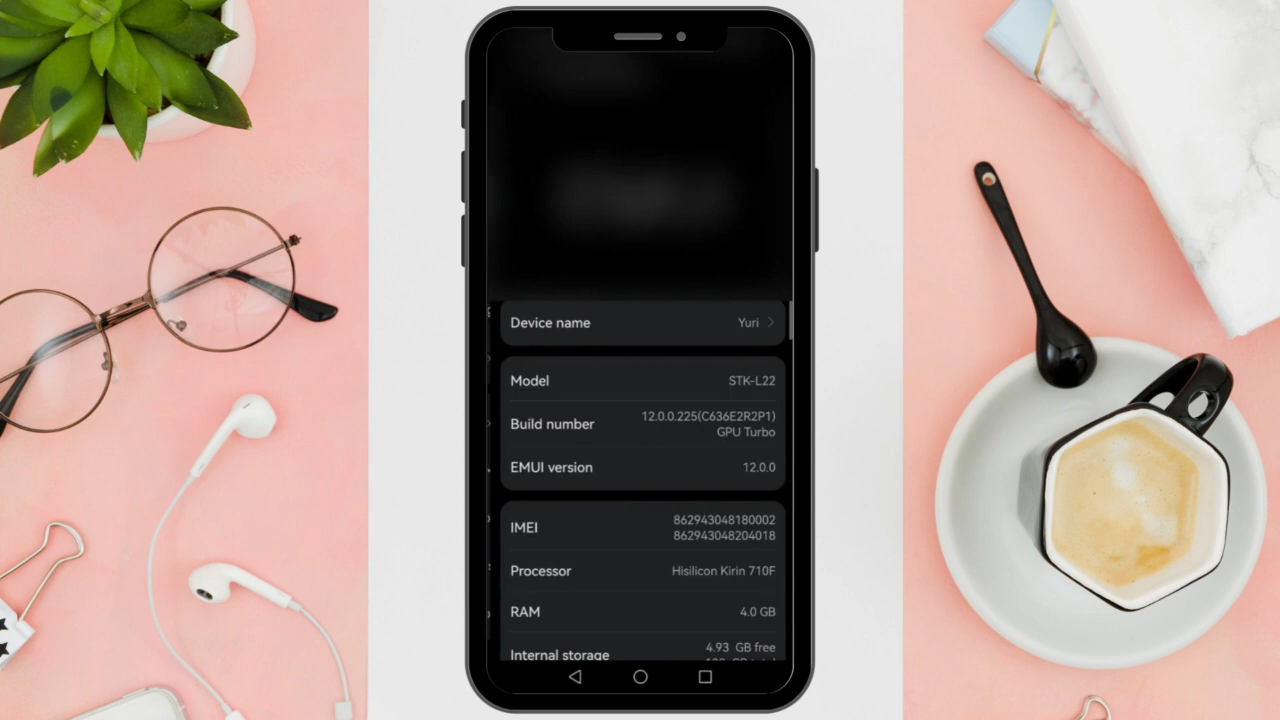 Device name Yuri
Model STK-L22
Build number 12.0.0.225(C636E2R2P1)
GPU Turbo
EMUI version 12.0.0
IMEI 862943048180002
862943048204018
Processor Hisilicon Kirin 710F
RAM 4.0 GB
Internal storage 4.93 GB free